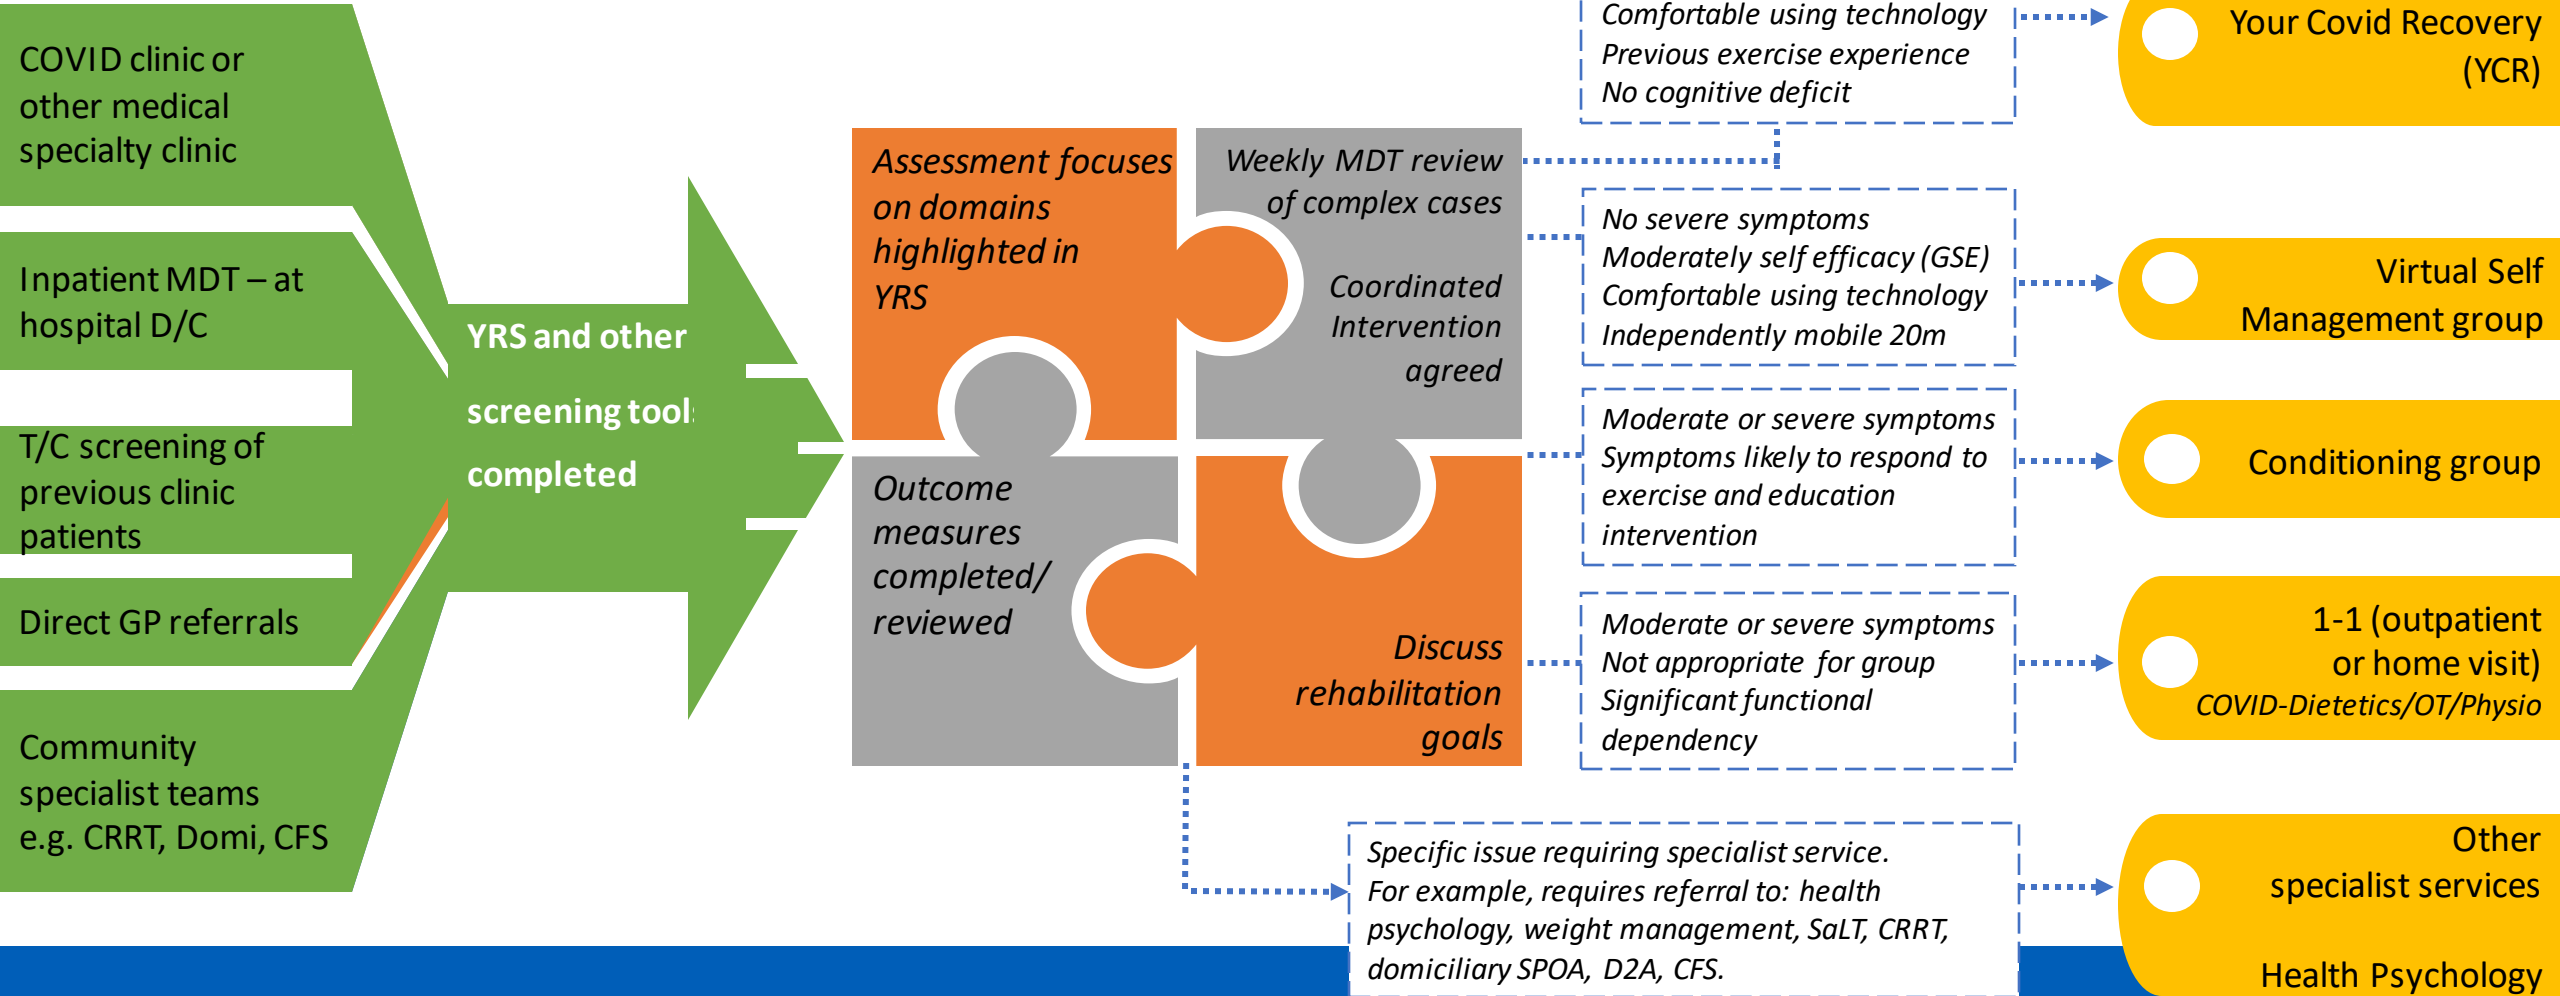 COVID clinic or
other medical
specialty clinic
Inpatient MDT – at
hospital D/C
T/C screening of
previous clinic
patients
Direct GP referrals
Community
specialist teams
e.g. CRRT, Domi, CFS
YRS and other
screening tools
completed
Assessment focuses
on domains
highlighted in
YRS
Weekly MDT review
of complex cases
Coordinated
Intervention
agreed
Outcome
measures
completed/
reviewed
Discuss
rehabilitation
goals
Comfortable using technology
Previous exercise experience
No cognitive deficit
No severe symptoms
Moderately self efficacy (GSE)
Comfortable using technology
Independently mobile 20m
Moderate or severe symptoms
Symptoms likely to respond to
exercise and education
intervention
Moderate or severe symptoms
Not appropriate for group
Significant functional
dependency
Specific issue requiring specialist service.
For example, requires referral to: health
psychology, weight management, SaLT, CRRT,
domiciliary SPOA, D2A, CFS.
Your Covid Recovery
(YCR)
Virtual Self
Management group
Conditioning group
1-1 (outpatient
or home visit)
COVID-Dietetics/OT/Physio
Other
specialist services
Health Psychology